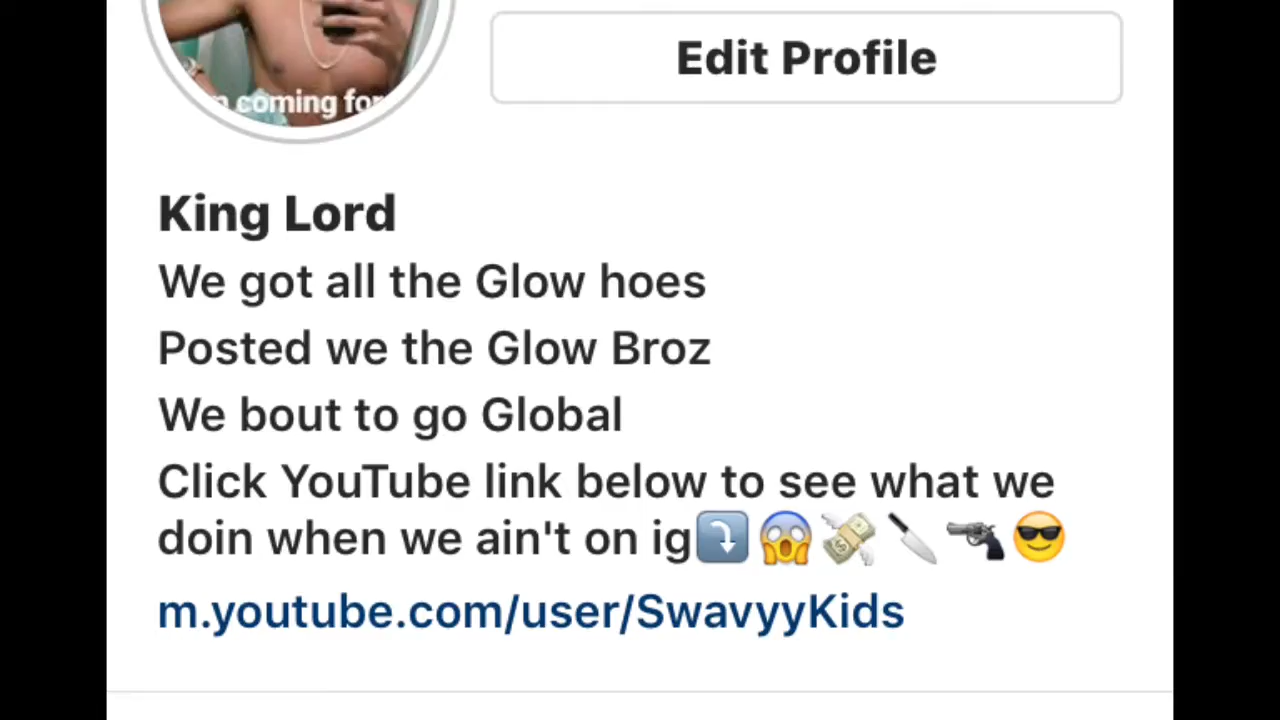 coming for
Edit Profile
King Lord
We got all the Glow hoes
Posted we the Glow Broz
We bout to go Global
Click YouTube link below to see what we
doin when we ain't on ig⤵️😱💸🔪🔫😎
m.youtube.com/user/SwavyyKids